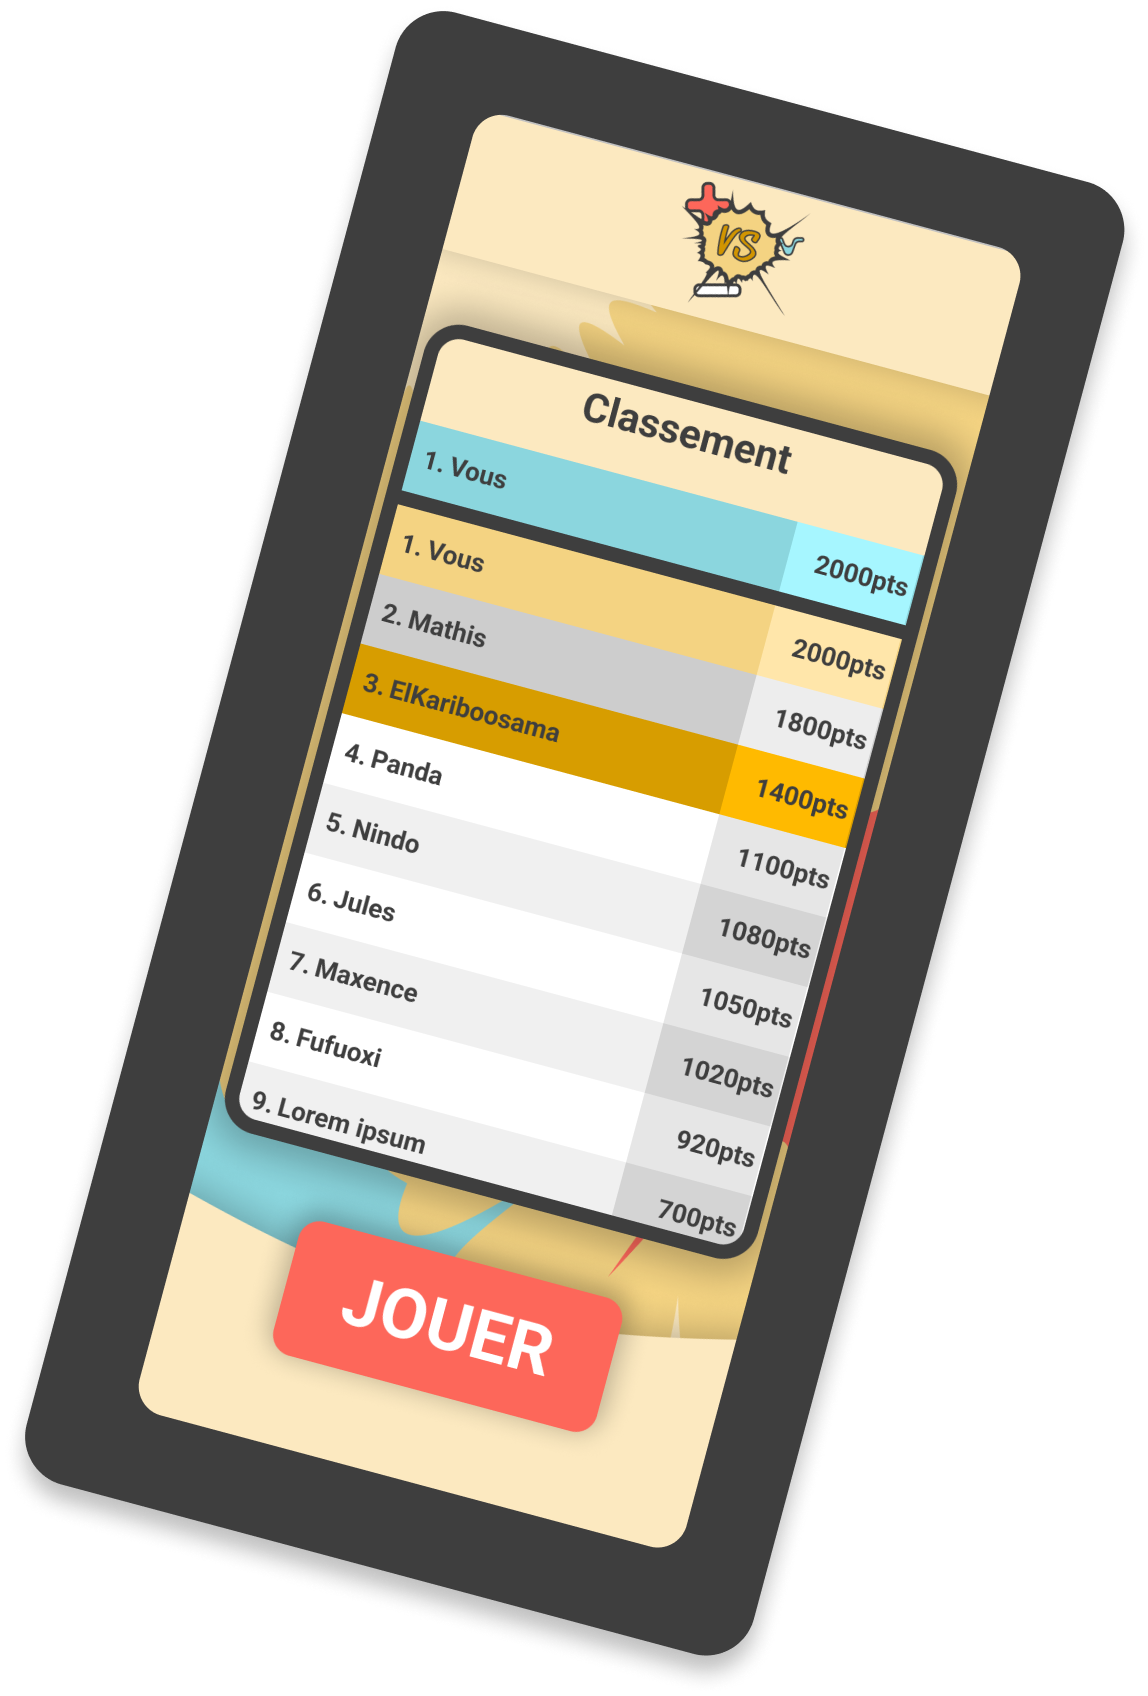 VS
Classement
1. Vous 2000pts
1. Vous 2000pts
2. Mathis 1800pts
3. ElKariboosama 1400pts
4. Panda 1100pts
5. Nindo 1080pts
6. Jules 1050pts
7. Maxence 1020pts
8. Fufuoxi 920pts
9. Lorem ipsum 700pts
JOUER